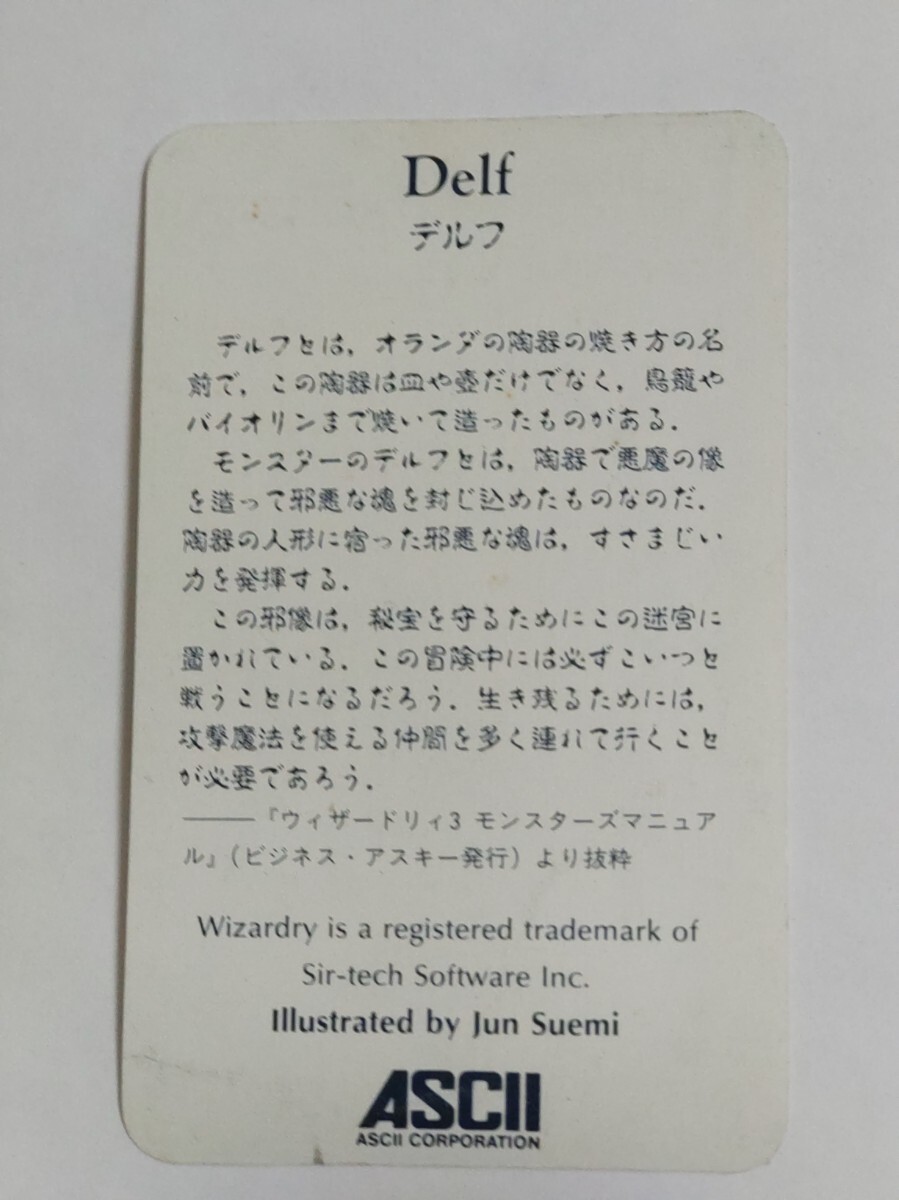 Delf
デルフ
デルフとは，オランダの陶器の焼き方の名
前で，この陶器は皿や壺だけでなく，鳥籠や
バイオリンまで焼いて造ったものがある．
モンスターのデルフとは，陶器で悪魔の像
を造って邪悪な魂を封じ込めたものなのだ．
陶器の人形に宿った邪悪な魂は，すさまじい
力を発揮する．
この邪像は，秘宝を守るためにこの迷宮に
置かれている．この冒険中には必ずこいつと
戦うことになるだろう．生き残るためには，
攻撃魔法を使える仲間を多く連れて行くこと
が必要であろう．
――『ウィザードリィ3 モンスターズマニュア
ル』（ビジネス・アスキー発行）より抜粋
Wizardry is a registered trademark of
Sir-tech Software Inc.
Illustrated by Jun Suemi
ASCII
ASCII CORPORATION